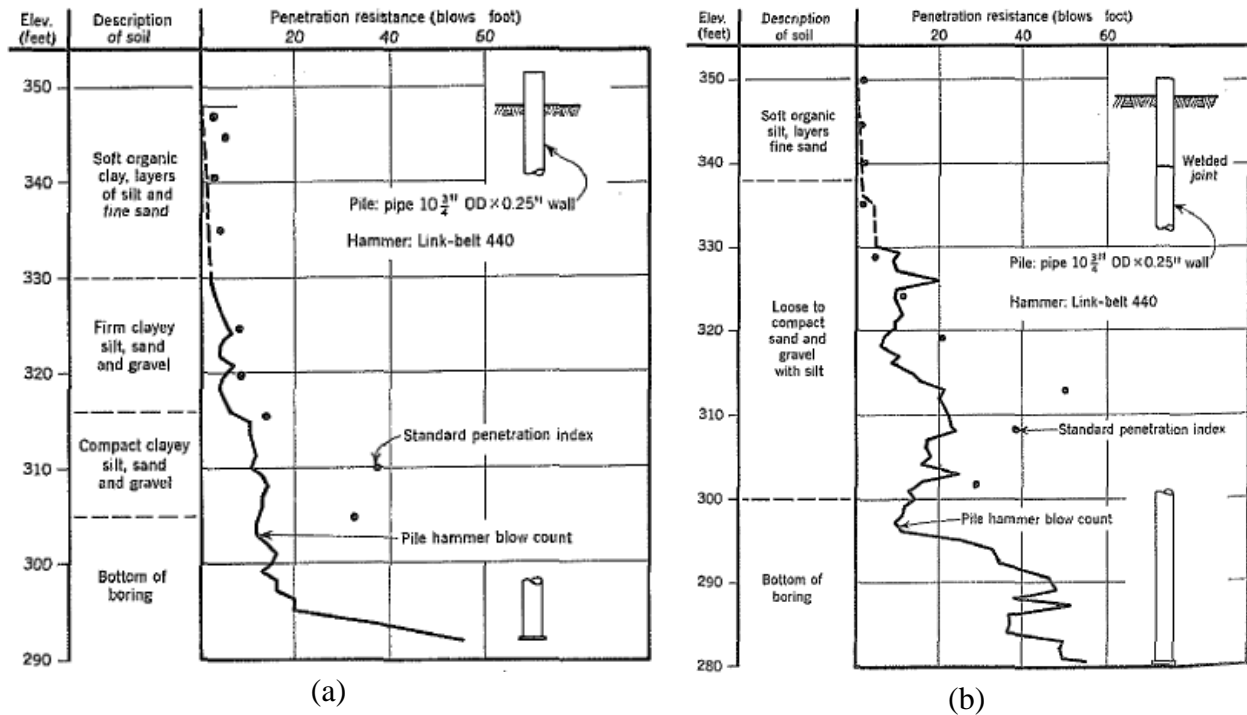 Elev.
(feet)
Description
of soil
Penetration resistance (blows foot)
20
40
60
350
340
330
320
310
300
290
Soft organic
clay, layers
of silt and
fine sand
Firm clayey
silt, sand
and gravel
Compact clayey
silt, sand
and gravel
Bottom of
boring
Pile: pipe 10 3/4" OD × 0.25" wall
Hammer: Link-belt 440
Standard penetration index
Pile hammer blow count
(a)
Elev.
(feet)
Description
of soil
Penetration resistance (blows foot)
20
40
60
350
340
330
320
310
300
290
280
Soft organic
silt, layers
fine sand
Loose to
compact
sand and
gravel
with silt
Bottom of
boring
Welded
joint
Pile: pipe 10 3/4" OD × 0.25" wall
Hammer: Link-belt 440
Standard penetration index
Pile hammer blow count
(b)